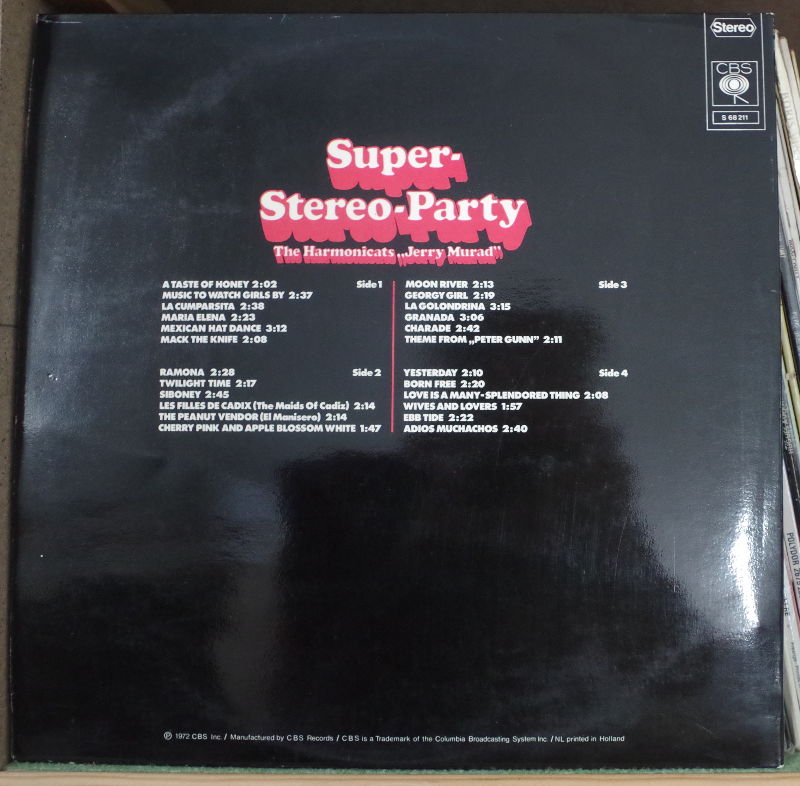 Stereo
CBS
S 68 211
Super-
Stereo-Party
The Harmonicats „Jerry Murad”
A TASTE OF HONEY 2:02 Side 1
MUSIC TO WATCH GIRLS BY 2:37
LA CUMPARSITA 2:38
MARIA ELENA 2:23
MEXICAN HAT DANCE 3:12
MACK THE KNIFE 2:08
RAMONA 2:28 Side 2
TWILIGHT TIME 2:17
SIBONEY 2:45
LES FILLES DE CADIX (The Maids Of Cadiz) 2:14
THE PEANUT VENDOR (El Manisero) 2:14
CHERRY PINK AND APPLE BLOSSOM WHITE 1:47
MOON RIVER 2:13 Side 3
GEORGY GIRL 2:19
LA GOLONDRINA 3:15
GRANADA 3:06
CHARADE 2:42
THEME FROM „PETER GUNN” 2:11
YESTERDAY 2:10 Side 4
BORN FREE 2:20
LOVE IS A MANY-SPLENDORED THING 2:08
WIVES AND LOVERS 1:57
EBB TIDE 2:22
ADIOS MUCHACHOS 2:40
℗ 1972 CBS Inc. / Manufactured by CBS Records / CBS is a Trademark of the Columbia Broadcasting System Inc. / NL printed in Holland
POLYDOR